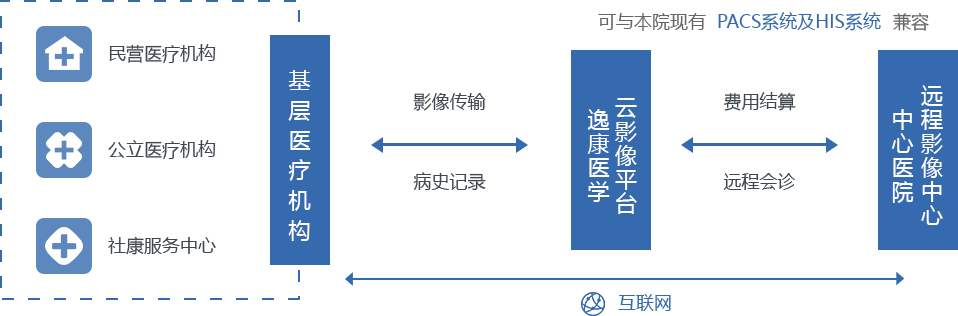 可与本院现有 PACS系统及HIS系统 兼容
民营医疗机构
公立医疗机构
社康服务中心
基层医疗机构
影像传输
病史记录
逸康医学
云影像平台
费用结算
远程会诊
中心医院
远程影像中心
互联网